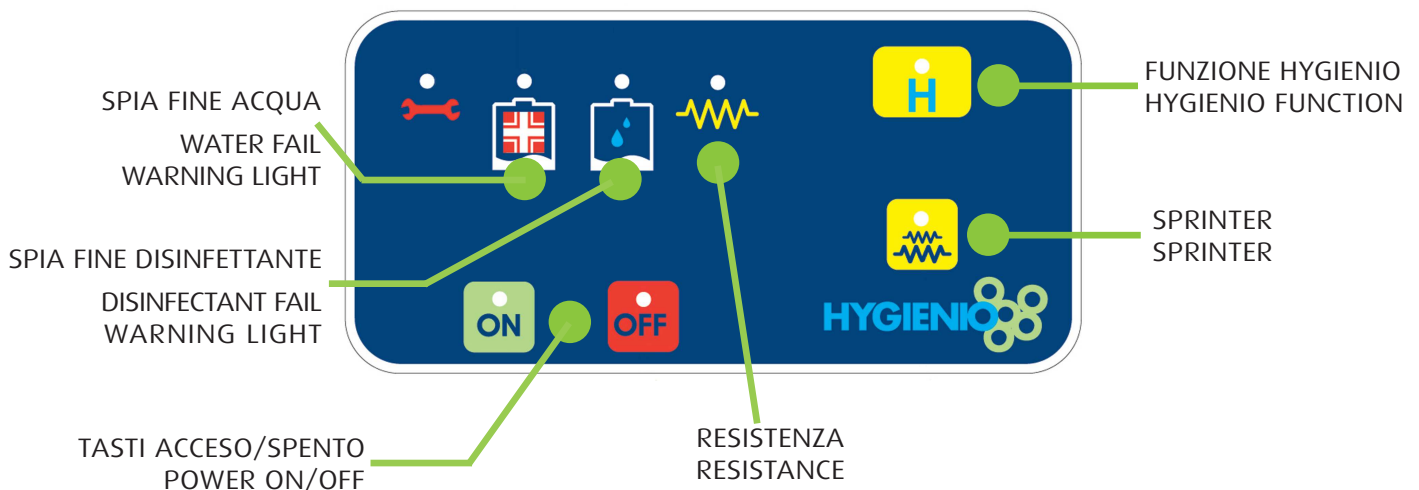 SPIA FINE ACQUA
WATER FAIL
WARNING LIGHT
SPIA FINE DISINFETTANTE
DISINFECTANT FAIL
WARNING LIGHT
TASTI ACCESO/SPENTO
POWER ON/OFF
H
ON
OFF
HYGIENIO
RESISTENZA
RESISTANCE
FUNZIONE HYGIENIO
HYGIENIO FUNCTION
SPRINTER
SPRINTER